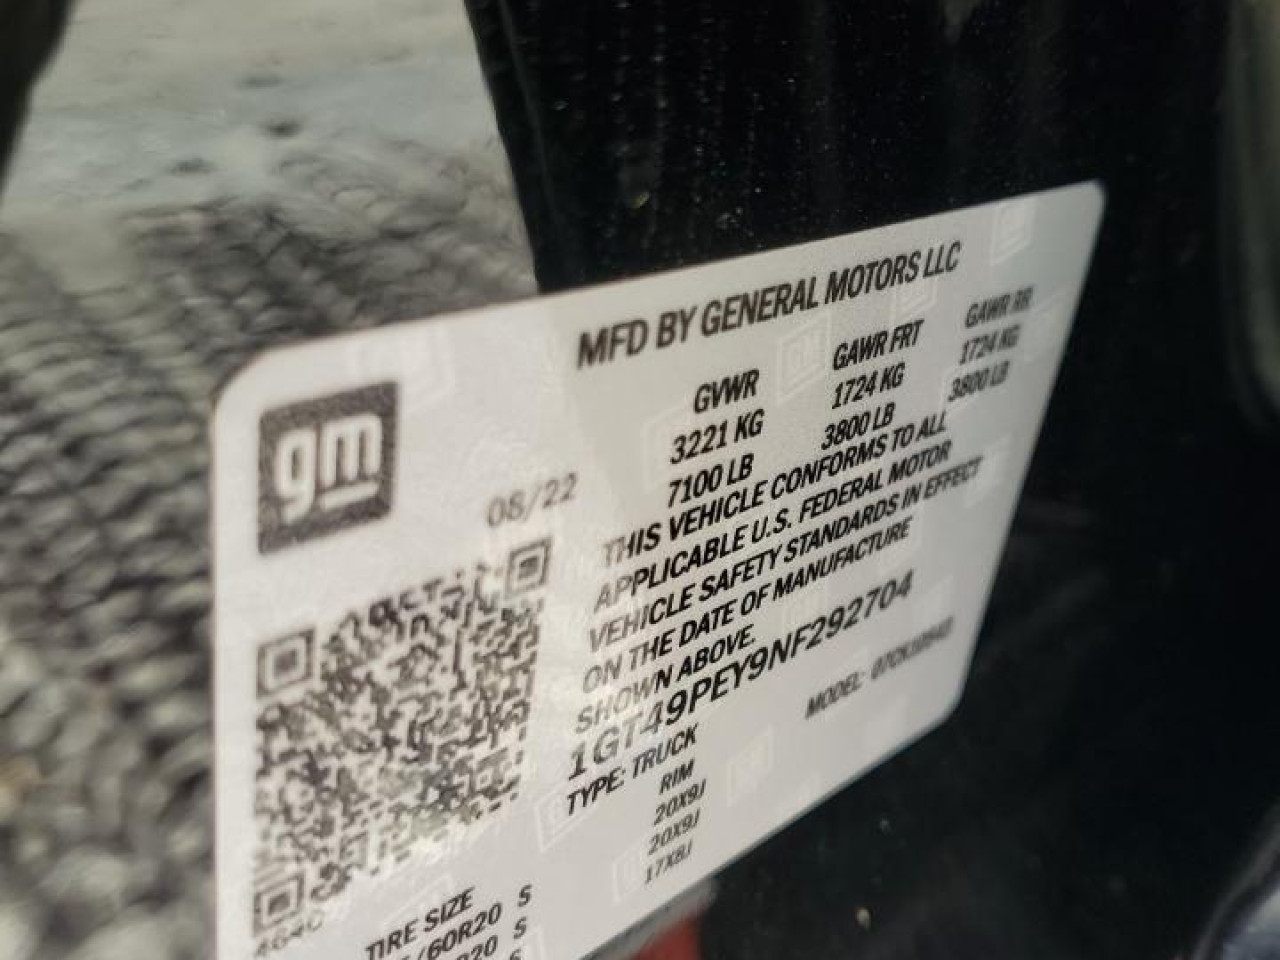 MFD BY GENERAL MOTORS LLC
gm
08/22
GVWR GAWR FRT GAWR RR
3221 KG 1724 KG 1724 KG
7100 LB 3800 LB 3800 LB
THIS VEHICLE CONFORMS TO ALL
APPLICABLE U.S. FEDERAL MOTOR
VEHICLE SAFETY STANDARDS IN EFFECT
ON THE DATE OF MANUFACTURE
SHOWN ABOVE.
1GT49PEY9NF292704
TYPE: TRUCK MODEL:
TIRE SIZE RIM
/60R20 S 20X9J
R20 S 20X9J
S 17X8J